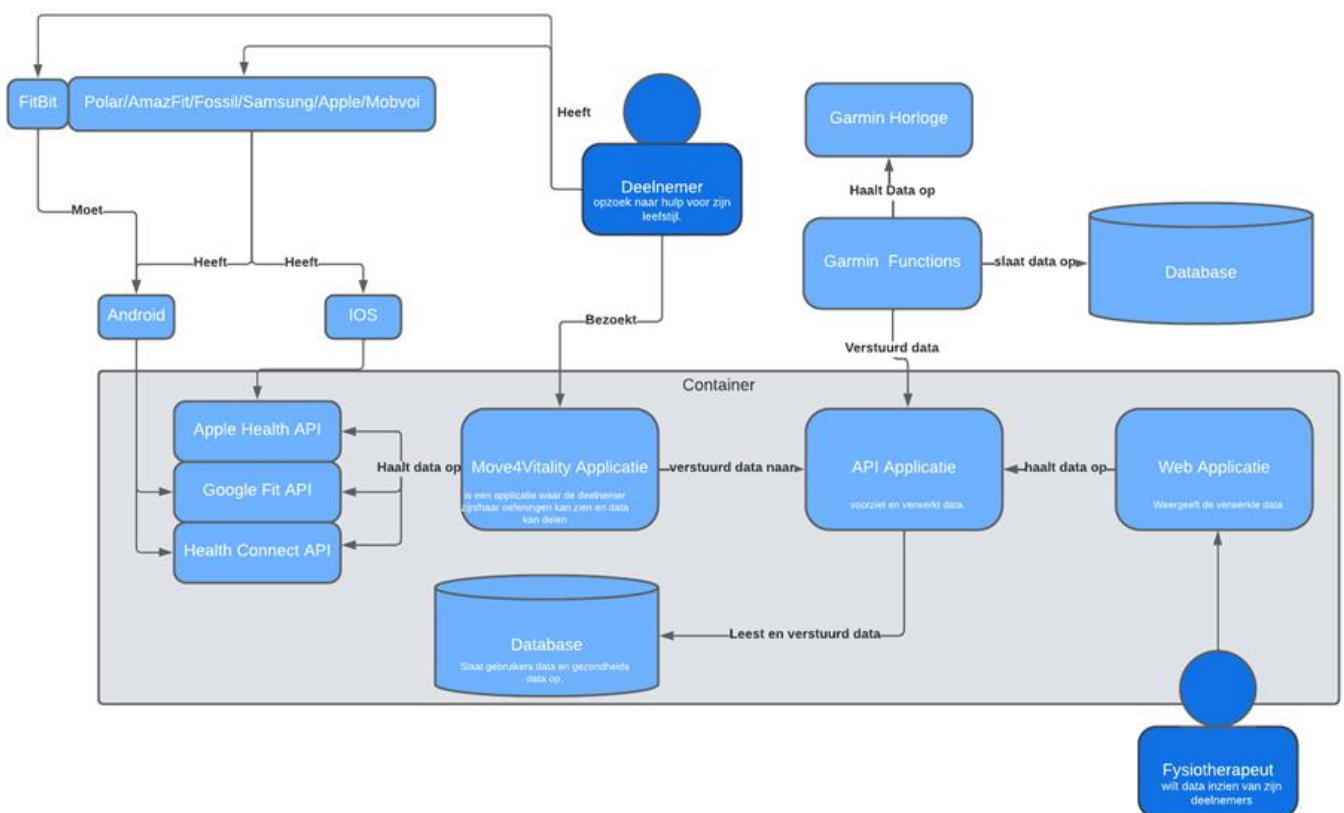 FitBit
Polar/AmazFit/Fossil/Samsung/Apple/Mobvoi
Heeft
Deelnemer
opzoek naar hulp voor zijn
leefstijl.
Garmin Horloge
Haalt Data op
Garmin Functions
slaat data op
Database
Moet
Heeft
Heeft
Android
IOS
Bezoekt
Verstuurd data
Container
Apple Health API
Google Fit API
Health Connect API
Haalt data op
Move4Vitality Applicatie
is een applicatie waar de deelnemer
zijn/haar oefeningen kan zien en data
kan delen
verstuurd data naar
API Applicatie
voorziet en verwerkt data.
haalt data op
Web Applicatie
Weergeeft de verwerkte data
Database
Slaat gebruikers data en gezondheids
data op.
Leest en verstuurd data
Fysiotherapeut
wilt data inzien van zijn
deelnemers